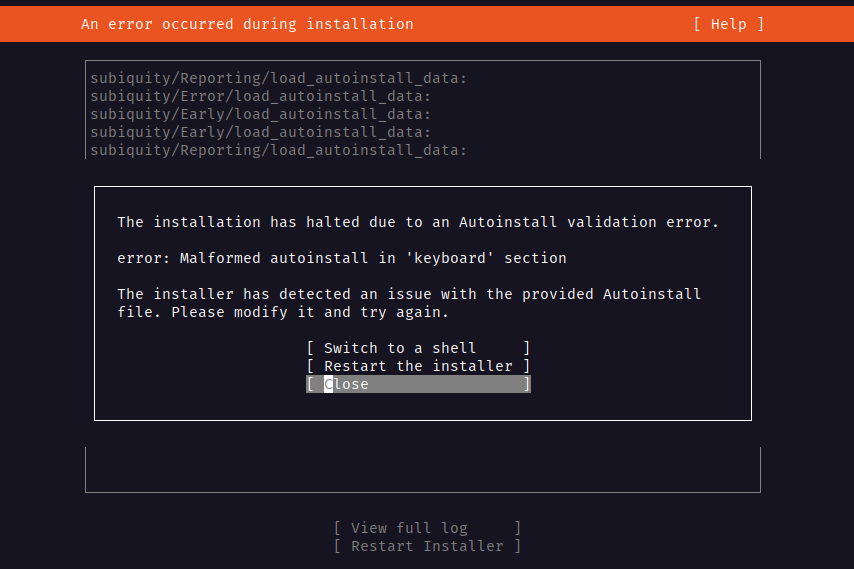 An error occurred during installation [ Help ]
subiquity/Reporting/load_autoinstall_data:
subiquity/Error/load_autoinstall_data:
subiquity/Early/load_autoinstall_data:
subiquity/Early/load_autoinstall_data:
subiquity/Reporting/load_autoinstall_data:
The installation has halted due to an Autoinstall validation error.
error: Malformed autoinstall in 'keyboard' section
The installer has detected an issue with the provided Autoinstall
file. Please modify it and try again.
[ Switch to a shell ]
[ Restart the installer ]
[ Close ]
[ View full log ]
[ Restart Installer ]